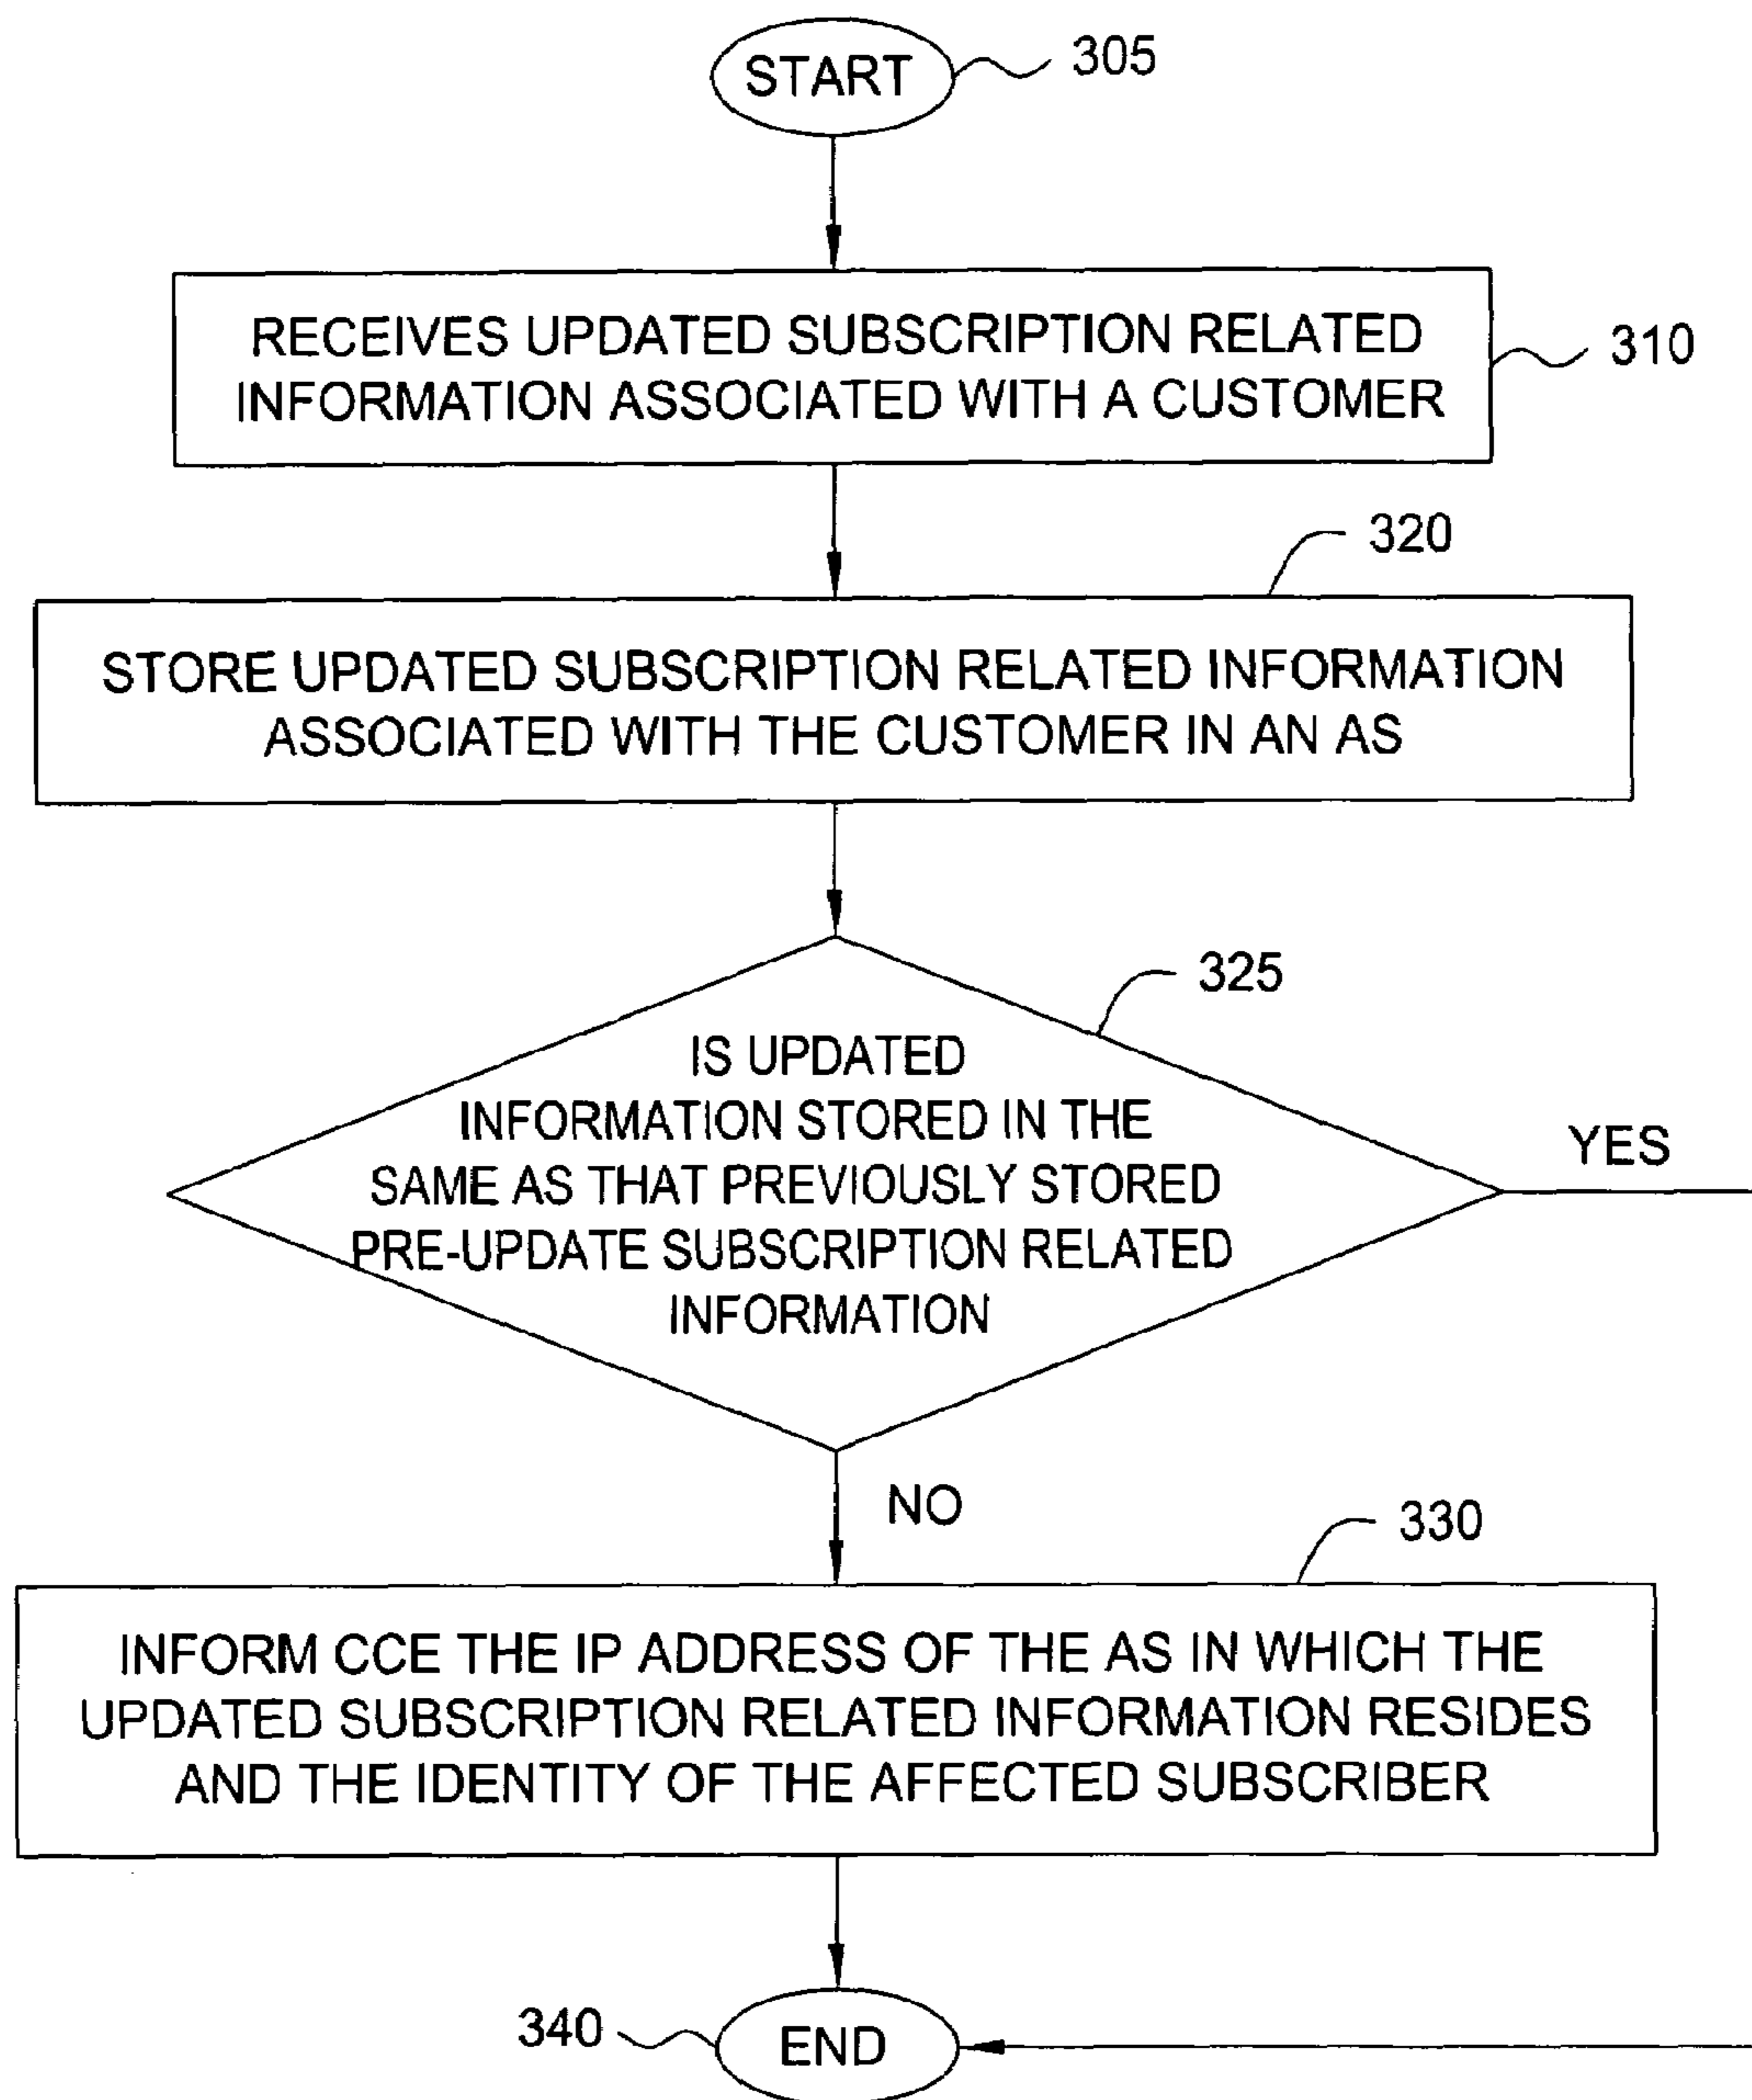 START
305
RECEIVES UPDATED SUBSCRIPTION RELATED
INFORMATION ASSOCIATED WITH A CUSTOMER
310
320
STORE UPDATED SUBSCRIPTION RELATED INFORMATION
ASSOCIATED WITH THE CUSTOMER IN AN AS
325
IS UPDATED
INFORMATION STORED IN THE
SAME AS THAT PREVIOUSLY STORED
PRE-UPDATE SUBSCRIPTION RELATED
INFORMATION
YES
NO
330
INFORM CCE THE IP ADDRESS OF THE AS IN WHICH THE
UPDATED SUBSCRIPTION RELATED INFORMATION RESIDES
AND THE IDENTITY OF THE AFFECTED SUBSCRIBER
340
END